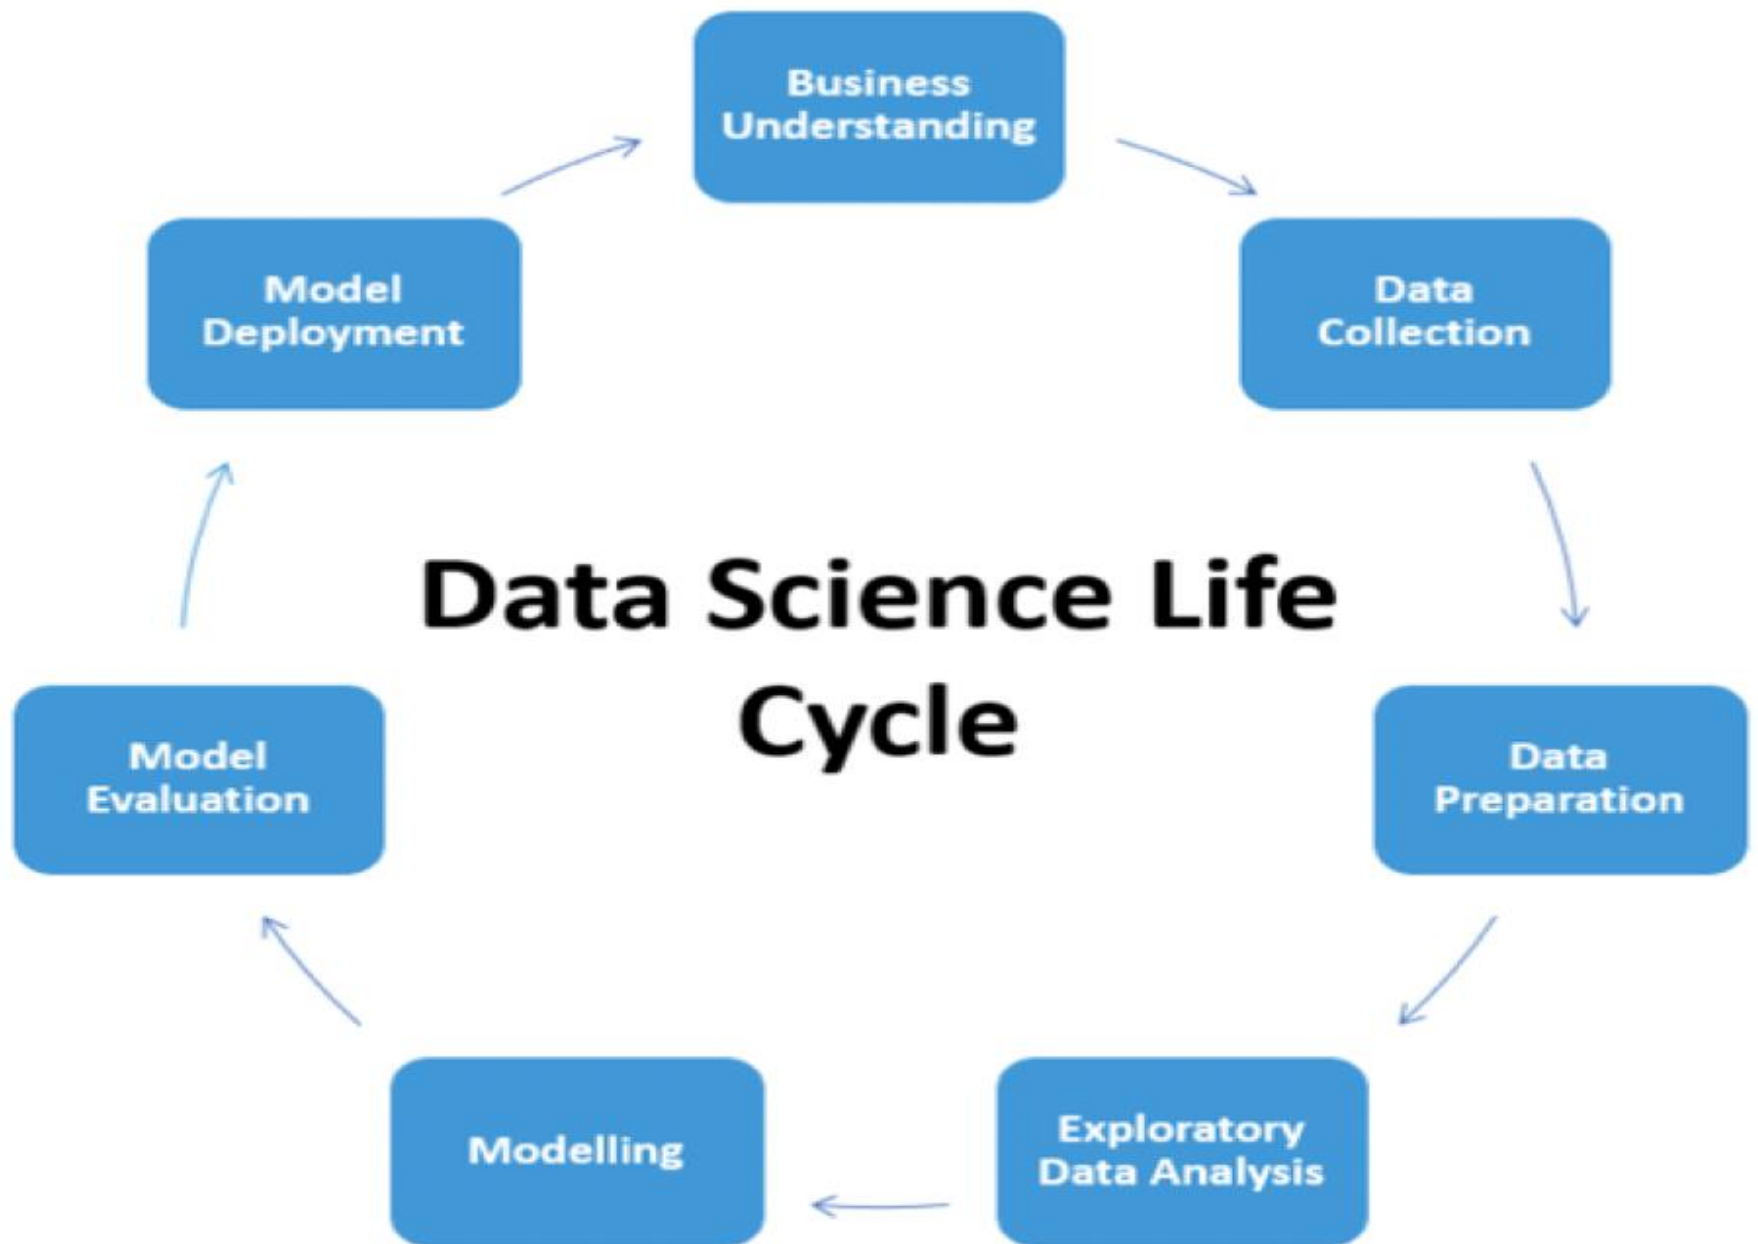 Business
Understanding
Data
Collection
Data
Preparation
Exploratory
Data Analysis
Modelling
Model
Evaluation
Model
Deployment
Data Science Life
Cycle